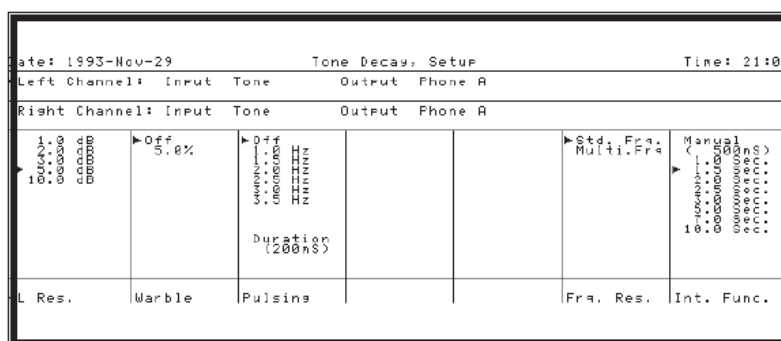 ate: 1993-Nov-29 Tone Decay, Setup Time: 21:0
Left Channel: Input Tone Output Phone A
Right Channel: Input Tone Output Phone A
1.0 dB
2.0 dB
3.0 dB
5.0 dB
10.0 dB
Off
5.0%
Off
1.0 Hz
1.5 Hz
2.0 Hz
2.5 Hz
3.0 Hz
3.5 Hz
Duration
(200mS)
Std. Frq.
Multi.Frq
Manual
( 500mS)
1.0 Sec.
1.5 Sec.
2.0 Sec.
2.5 Sec.
3.0 Sec.
5.0 Sec.
7.0 Sec.
10.0 Sec.
L Res. Warble Pulsing Frq. Res. Int. Func.